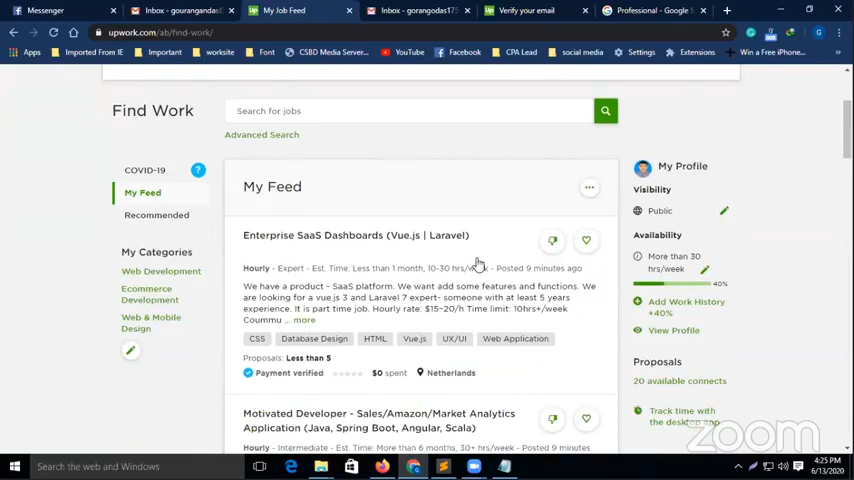 Messenger
Inbox - gourangandas
My Job Feed
Inbox - gorangodas175
Verify your email
Professional - Google S
upwork.com/ab/find-work/
Apps
Imported From IE
Important
worksite
Font
CSBD Media Server...
YouTube
Facebook
CPA Lead
social media
Settings
Extensions
Win a Free iPhone...
Find Work
Search for jobs
Advanced Search
COVID-19
?
My Feed
Recommended
My Categories
Web Development
Ecommerce
Development
Web & Mobile
Design
My Feed
Enterprise SaaS Dashboards (Vue.js | Laravel)
Hourly - Expert - Est. Time: Less than 1 month, 10-30 hrs/week - Posted 9 minutes ago
We have a product - SaaS platform. We want add some features and functions. We
are looking for a vue.js 3 and Laravel 7 expert- someone with at least 5 years
experience. It is part time job. Hourly rate: $15~20/h Time limit: 10hrs+/week
Coummu ... more
CSS
Database Design
HTML
Vue.js
UX/UI
Web Application
Proposals: Less than 5
Payment verified
$0 spent
Netherlands
Motivated Developer - Sales/Amazon/Market Analytics
Application (Java, Spring Boot, Angular, Scala)
Hourly - Intermediate - Est. Time: More than 6 months, 30+ hrs/week - Posted 9 minutes ago
My Profile
Visibility
Public
Availability
More than 30
hrs/week
40%
Add Work History
+40%
View Profile
Proposals
20 available connects
Track time with
the desktop app
zoom
Search the web and Windows
4:25 PM
6/13/2020